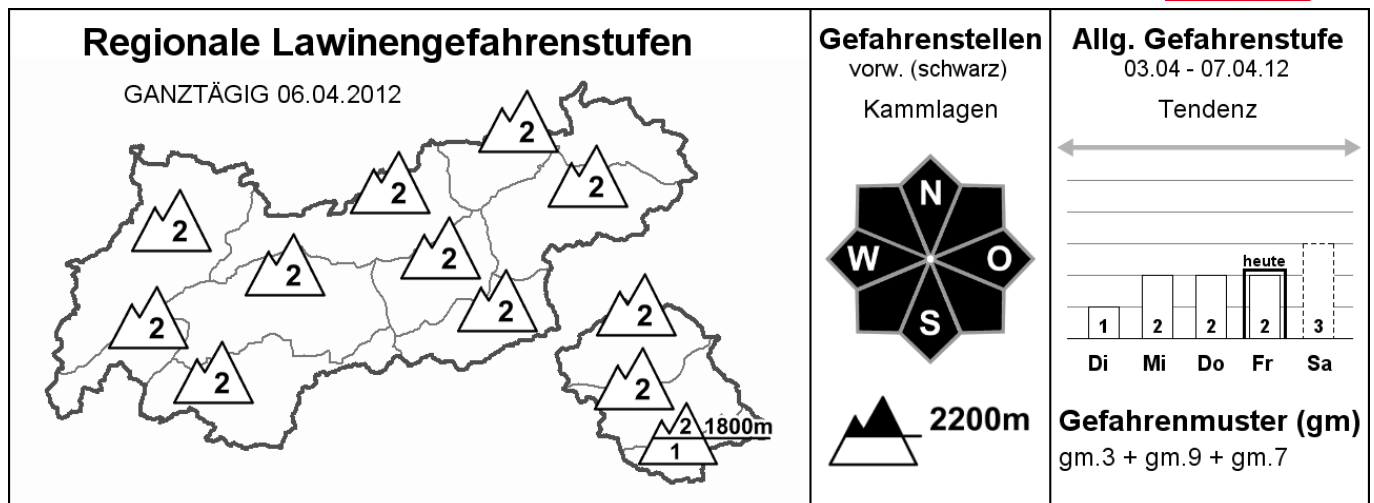 Regionale Lawinengefahrenstufen
GANZTÄGIG 06.04.2012
2
2
2
2
2
2
2
2
2
2
2
2
2 1800m
1
Gefahrenstellen
vorw. (schwarz)
Kammlagen
N
W O
S
2200m
Allg. Gefahrenstufe
03.04 - 07.04.12
Tendenz
heute
1 2 2 2 3
Di Mi Do Fr Sa
Gefahrenmuster (gm)
gm.3 + gm.9 + gm.7